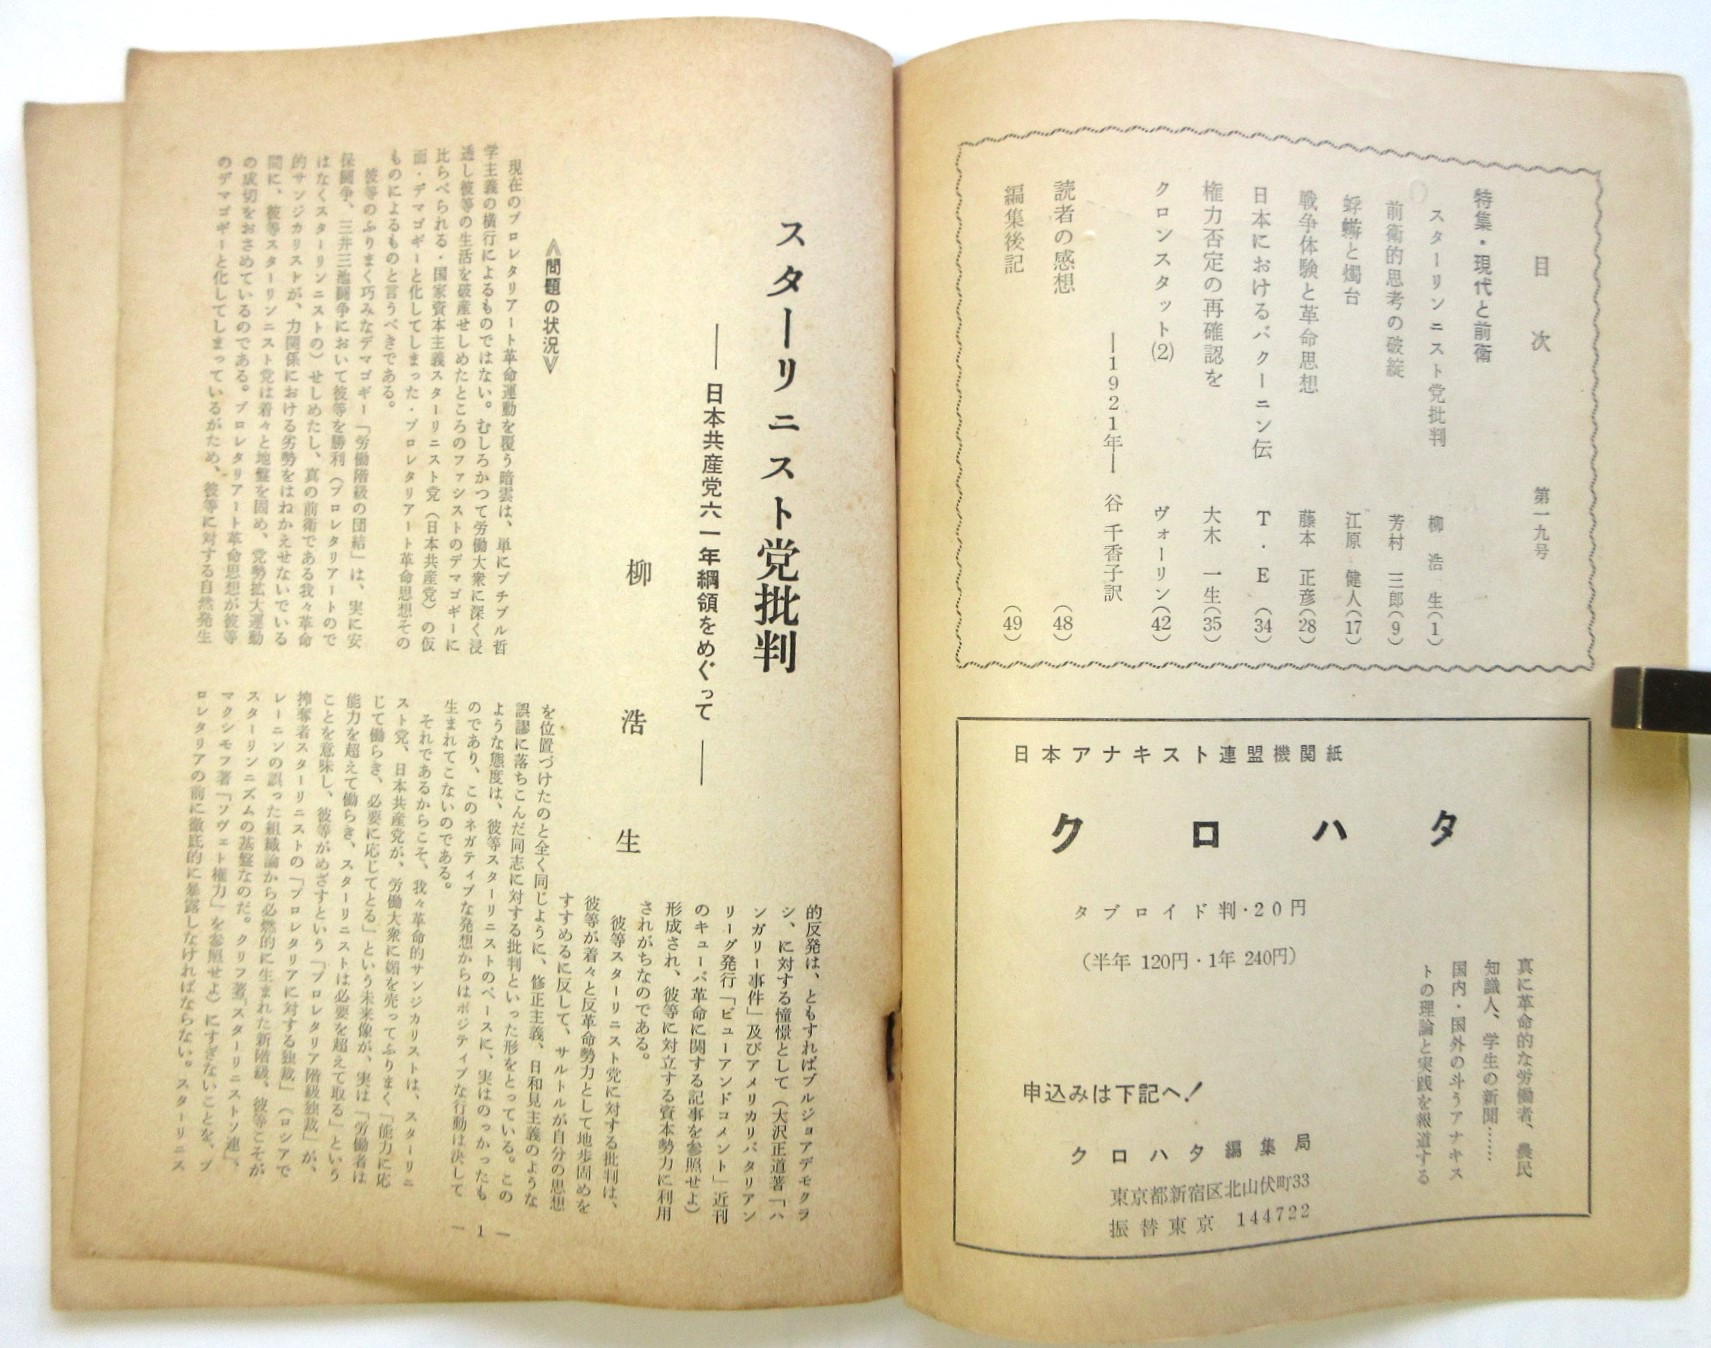 目次　第一九号
特集・現代と前衛
スターリンニスト党批判　柳浩生（1）
前衛的思考の破綻　芳村三郎（9）
蜉蝣と燭台　江原健人（17）
戦争体験と革命思想　藤本正彦（28）
日本におけるバクーニン伝　T・E（34）
権力否定の再確認を　大木一生（35）
クロンスタット(2)　ヴォーリン（42）
―1921年―　谷千香子訳
読者の感想　（48）
編集後記　（49）
日本アナキスト連盟機関紙
クロハタ
タブロイド判・20円
（半年 120円・1年 240円）
真に革命的な労働者、農民
知識人、学生の新聞……
国内・国外の斗うアナキス
トの理論と実践を報道する
申込みは下記へ！
クロハタ編集局
東京都新宿区北山伏町33
振替東京 144722
スターリニスト党批判
――日本共産党六一年綱領をめぐって――
柳浩生
≪問題の状況≫
現在のプロレタリアート革命運動を覆う暗雲は、単にプチブル哲
学主義の横行によるものではない。むしろかつて労働大衆に深く浸
透し彼等の生活を破産せしめたところのファシストのデマゴギーに
比らべられる・国家資本主義スターリニスト党（日本共産党）の仮
面・デマゴギーと化してしまった・プロレタリアート革命思想その
ものによるものと言うべきである。
彼等のふりまく巧みなデマゴギー「労働階級の団結」は、実に安
保闘争、三井三池闘争において彼等を勝利（プロレタリアートので
はなくスターリンニストの）せしめたし、真の前衛である我々革命
的サンジカリストが、力関係における劣勢をはねかえせないでいる
間に、彼等スターリンニスト党は着々と地盤を固め、党勢拡大運動
の成切をおさめているのである。プロレタリアート革命思想が彼等
のデマゴギーと化してしまっているがため、彼等に対する自然発生
的反発は、ともすればブルジョアデモクラ
シ、に対する憧憬として（大沢正道著「ハ
ンガリー事件」及びアメリカリバタリアン
リーグ発行「ビューアンドコメント」近刊
のキューバ革命に関する記事を参照せよ）
形成され、彼等に対立する資本勢力に利用
されがちなのである。
彼等スターリニスト党に対する批判は、
彼等が着々と反革命勢力として地歩固めを
すすめるに反して、サルトルが自分の思想
を位置づけたのと全く同じように、修正主義、日和見主義のような
誤謬に落ちこんだ同志に対する批判といった形をとっている。この
ような態度は、彼等スターリニストのペースに、実はのっかったも
のであり、このネガティブな発想からはポジティブな行動は決して
生まれてこないのである。
それであるからこそ、我々革命的サンジカリストは、スターリニ
スト党、日本共産党が、労働大衆に媚を売ってふりまく「能力に応
じて働らき、必要に応じてとる」という未来像が、実は「労働者は
能力を超えて働らき、スターリニストは必要を超えて取る」という
ことを意味し、彼等がめざすという「プロレタリア階級独裁」が、
搾奪者スターリニストの「プロレタリアに対する独裁」（ロシアで
レーニンの誤った組織論から必然的に生まれた新階級、彼等こそが
スターリンニズムの基盤なのだ。クリフ著「スターリニストソ連」、
マクシモフ著「ソヴェト権力」を参照せよ）にすぎないことを、プ
ロレタリアの前に徹底的に暴露しなければならない。スターリニス
― 1 ―